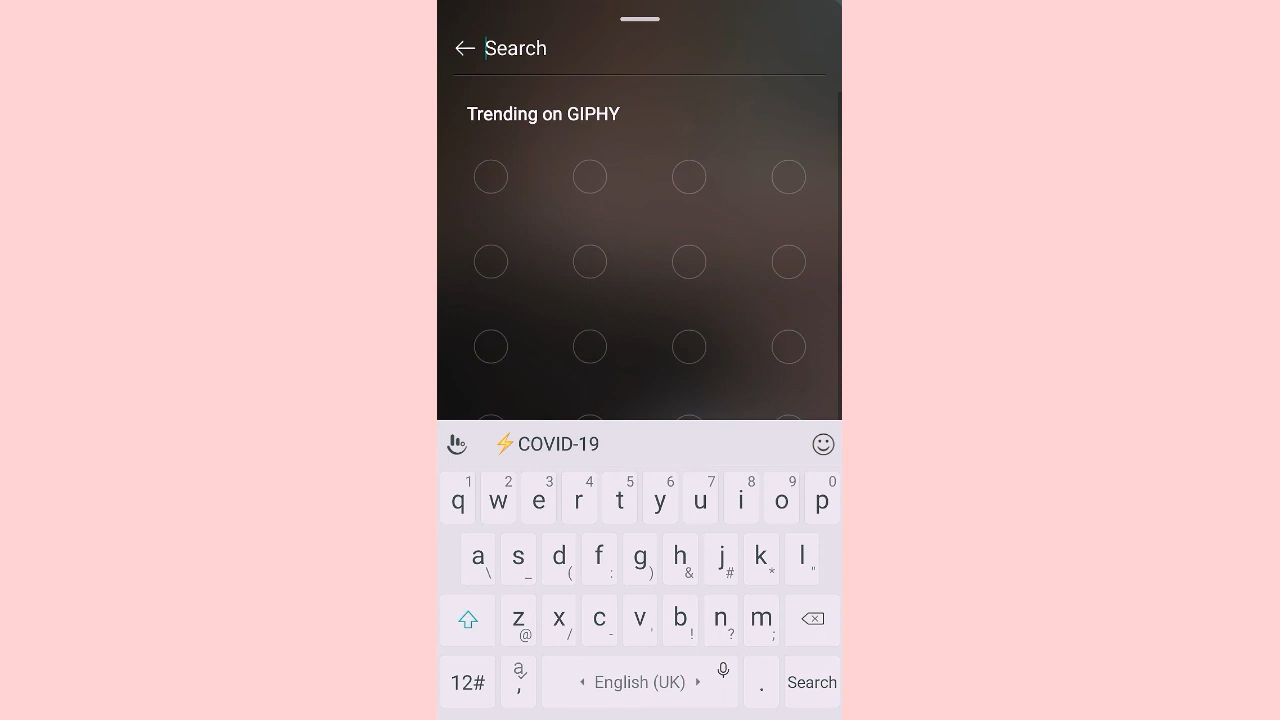 Search
Trending on GIPHY
⚡COVID-19
1 2 3 4 5 6 7 8 9 0
q w e r t y u i o p
a s d f g h j k l
\ _ ( : ) & # * "
z x c v b n m
@ / - ' ! ? ;
12# a , English (UK) . Search